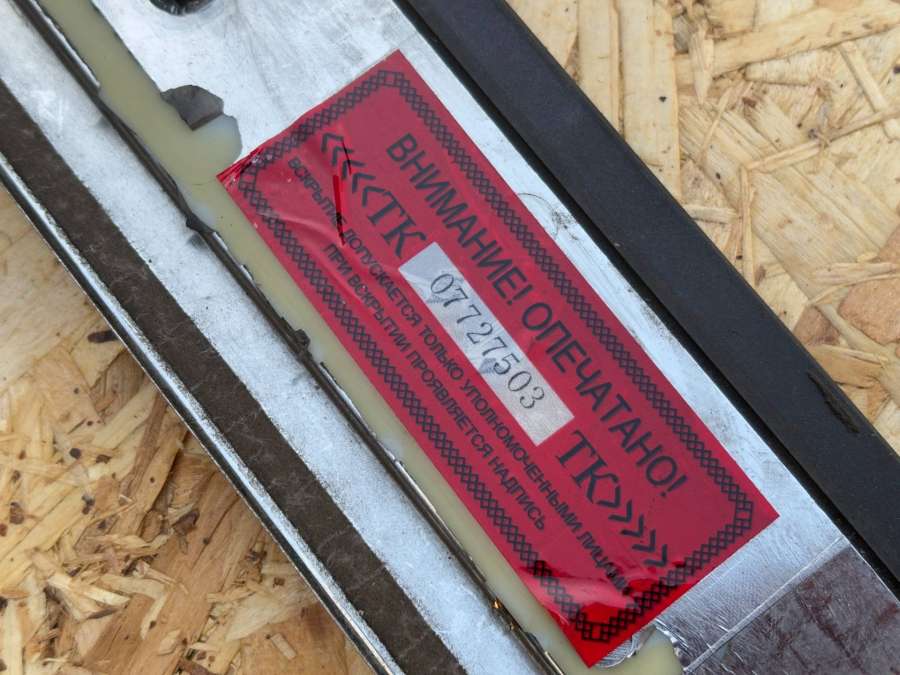 ВНИМАНИЕ! ОПЕЧАТАНО!
<<<<<ТК 07727503 ТК>>>>>
ВСКРЫТИЕ ДОПУСКАЕТСЯ ТОЛЬКО УПОЛНОМОЧЕННЫМИ ЛИЦАМИ
ПРИ ВСКРЫТИИ ПРОЯВЛЯЕТСЯ НАДПИСЬ